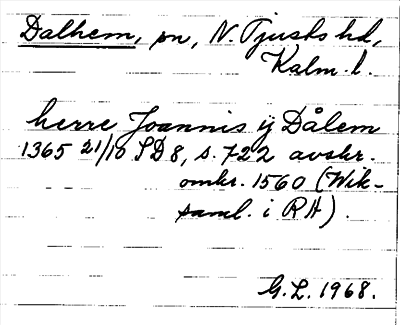 Dalhem, sn, N. Tjusts hd,
Kalm. l.
herre Joannis ij Dålem
1365 21/10 SD 8, s. 722 avskr.
omkr. 1560 (Wik-
saml. i RA).
G.L. 1968.